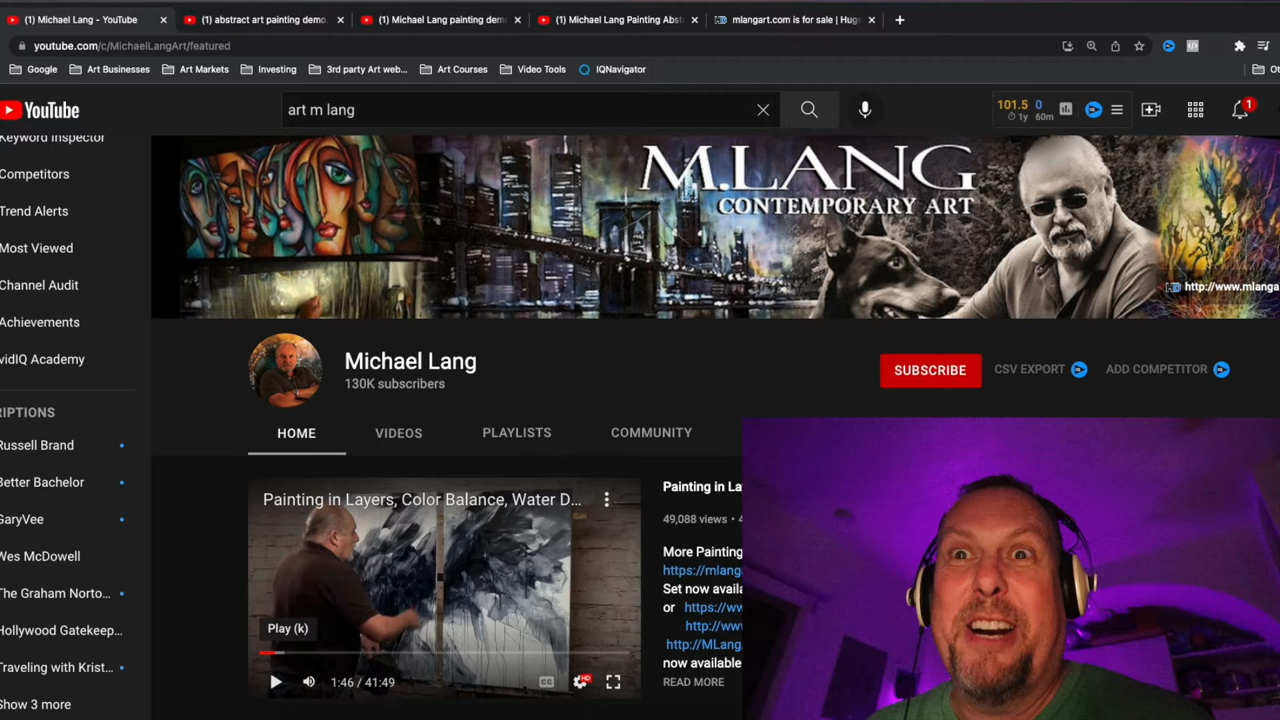 (1) Michael Lang - YouTube
(1) abstract art painting demo.
(1) Michael Lang painting demo
(1) Michael Lang Painting Abst
mlangart.com is for sale | Huge
youtube.com/c/MichaelLangArt/featured
Google
Art Businesses
Art Markets
Investing
3rd party Art web...
Art Courses
Video Tools
IQNavigator
YouTube
art m lang
101.5 0
1y 60m
1
Keyword Inspector
Competitors
Trend Alerts
Most Viewed
Channel Audit
Achievements
vidIQ Academy
RIPTIONS
Russell Brand
Better Bachelor
GaryVee
Wes McDowell
The Graham Norto...
Hollywood Gatekeep...
Traveling with Krist...
Show 3 more
M.LANG
CONTEMPORARY ART
http://www.mlanga
Michael Lang
130K subscribers
SUBSCRIBE
CSV EXPORT
ADD COMPETITOR
HOME
VIDEOS
PLAYLISTS
COMMUNITY
Painting in Layers, Color Balance, Water D...
Play (k)
1:46 / 41:49
CC
HD
Painting in La
49,088 views •
More Painting
https://mlang.
Set now availa
or https://ww
http://www
http://MLang
now available
READ MORE